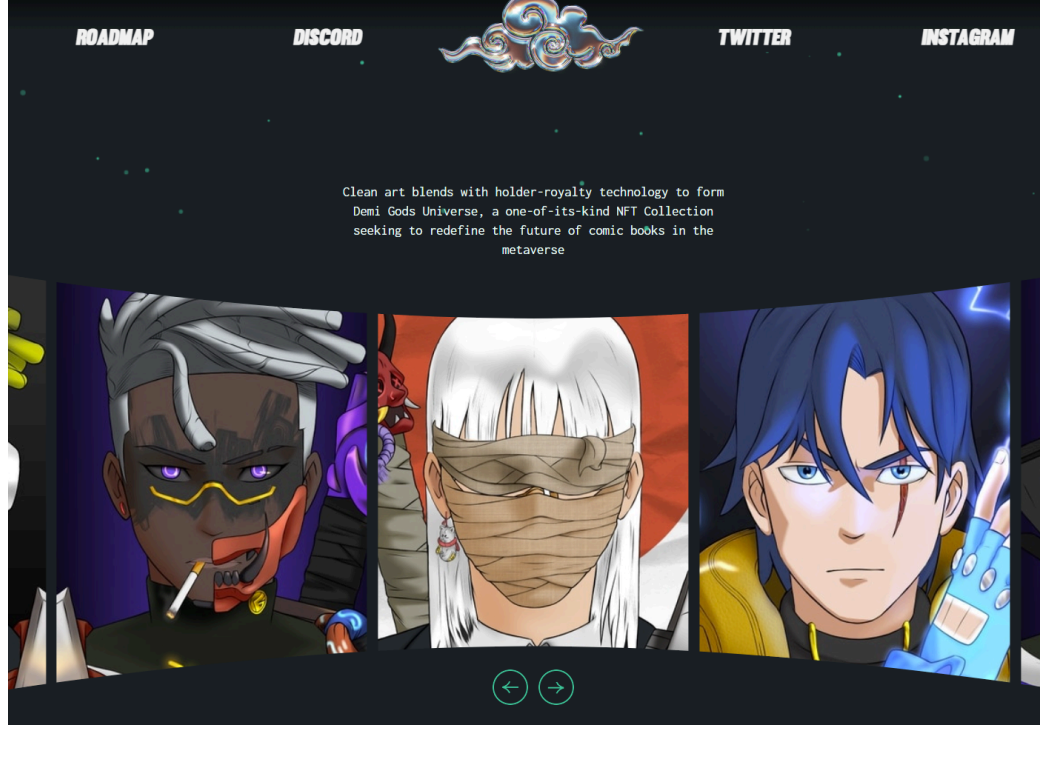 ROADMAP
DISCORD
TWITTER
INSTAGRAM
Clean art blends with holder-royalty technology to form
Demi Gods Universe, a one-of-its-kind NFT Collection
seeking to redefine the future of comic books in the
metaverse